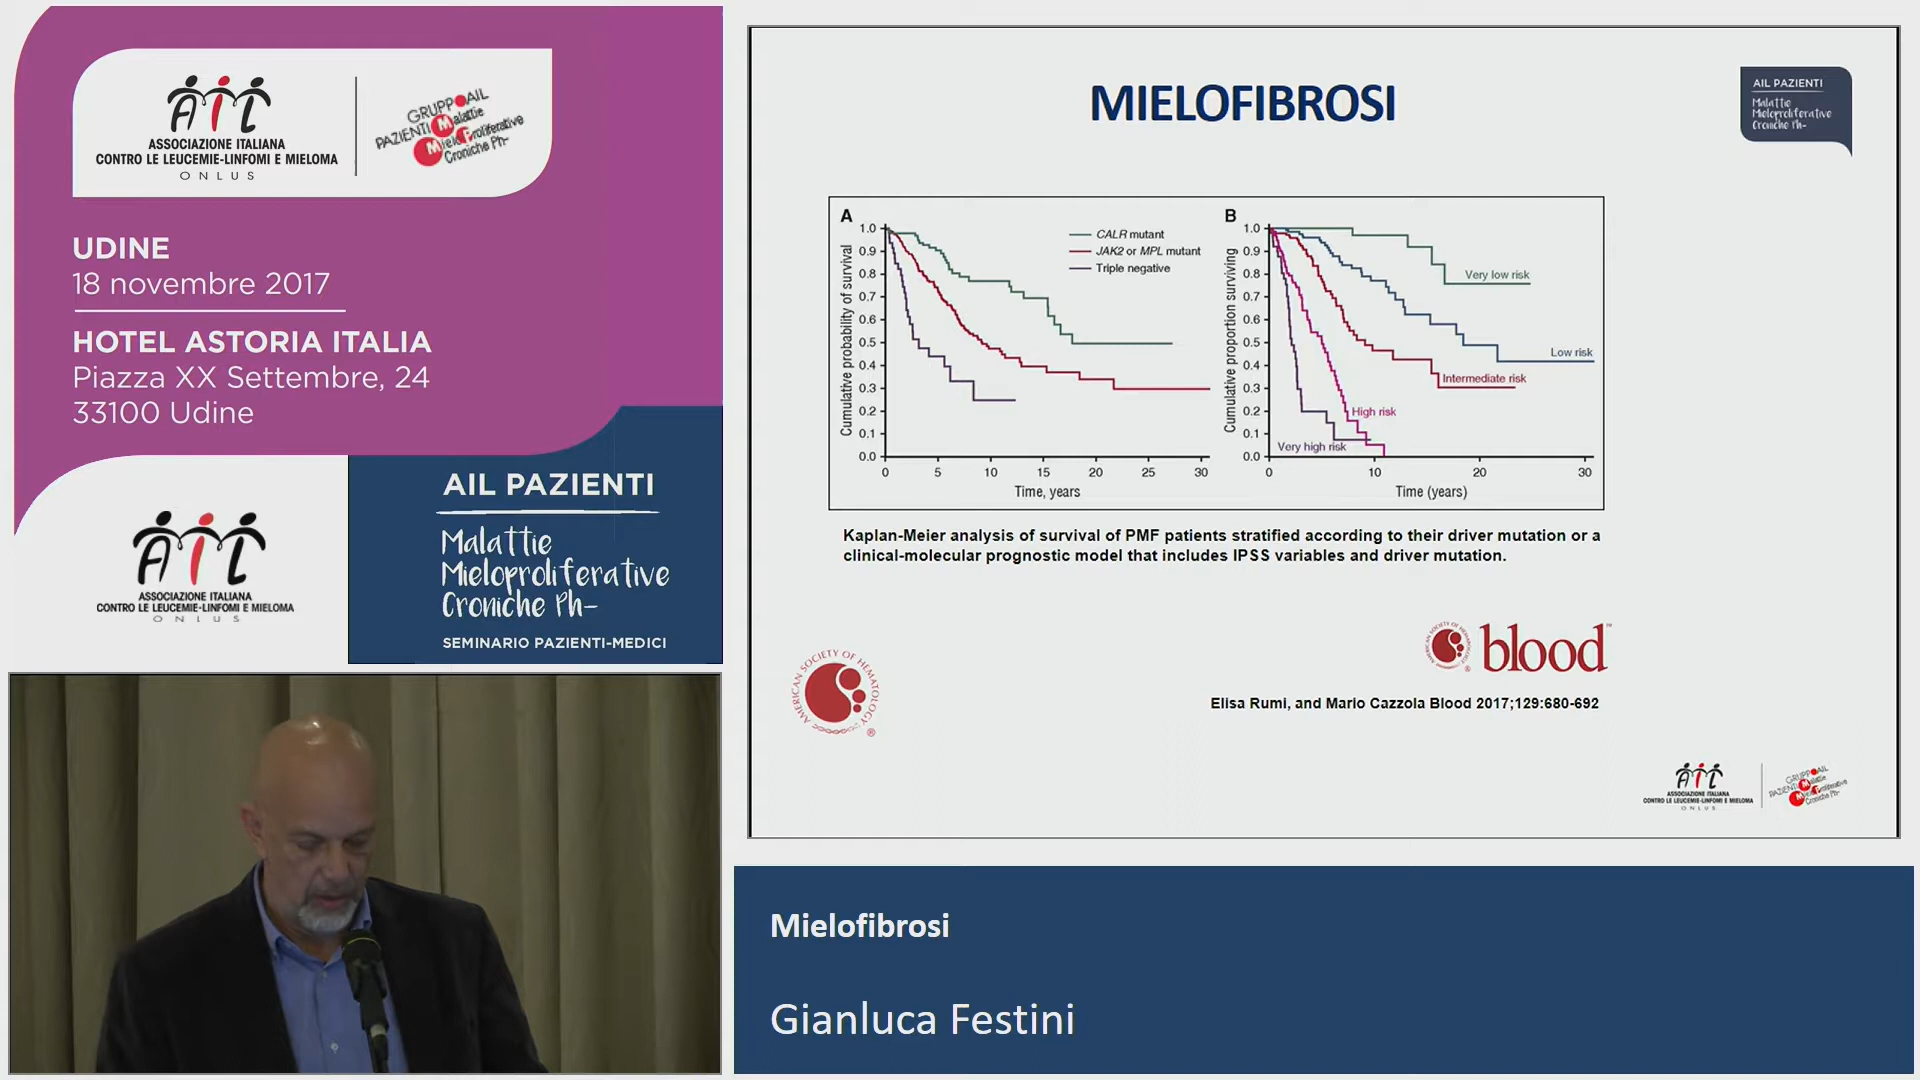 AIL
ASSOCIAZIONE ITALIANA
CONTRO LE LEUCEMIE-LINFOMI E MIELOMA
ONLUS
GRUPPO AIL
PAZIENTI Malattie
MieloProliferative
Croniche Ph-
UDINE
18 novembre 2017
HOTEL ASTORIA ITALIA
Piazza XX Settembre, 24
33100 Udine
AIL
ASSOCIAZIONE ITALIANA
CONTRO LE LEUCEMIE-LINFOMI E MIELOMA
ONLUS
AIL PAZIENTI
Malattie
Mieloproliferative
Croniche Ph-
SEMINARIO PAZIENTI-MEDICI
MIELOFIBROSI
AIL PAZIENTI
Malattie
Mieloproliferative
Croniche Ph-
A
Cumulative probability of survival
1.0
0.9
0.8
0.7
0.6
0.5
0.4
0.3
0.2
0.1
0.0
CALR mutant
JAK2 or MPL mutant
Triple negative
0 5 10 15 20 25 30
Time, years
B
Cumulative proportion surviving
1.0
0.9
0.8
0.7
0.6
0.5
0.4
0.3
0.2
0.1
0.0
Very low risk
Low risk
Intermediate risk
High risk
Very high risk
0 10 20 30
Time (years)
Kaplan-Meier analysis of survival of PMF patients stratified according to their driver mutation or a
clinical-molecular prognostic model that includes IPSS variables and driver mutation.
AMERICAN SOCIETY OF HEMATOLOGY ®
AMERICAN SOCIETY OF HEMATOLOGY ®
blood™
Elisa Rumi, and Mario Cazzola Blood 2017;129:680-692
AIL
ASSOCIAZIONE ITALIANA
CONTRO LE LEUCEMIE-LINFOMI E MIELOMA
ONLUS
GRUPPO AIL
PAZIENTI Malattie
MieloProliferative
Croniche Ph-
Mielofibrosi
Gianluca Festini